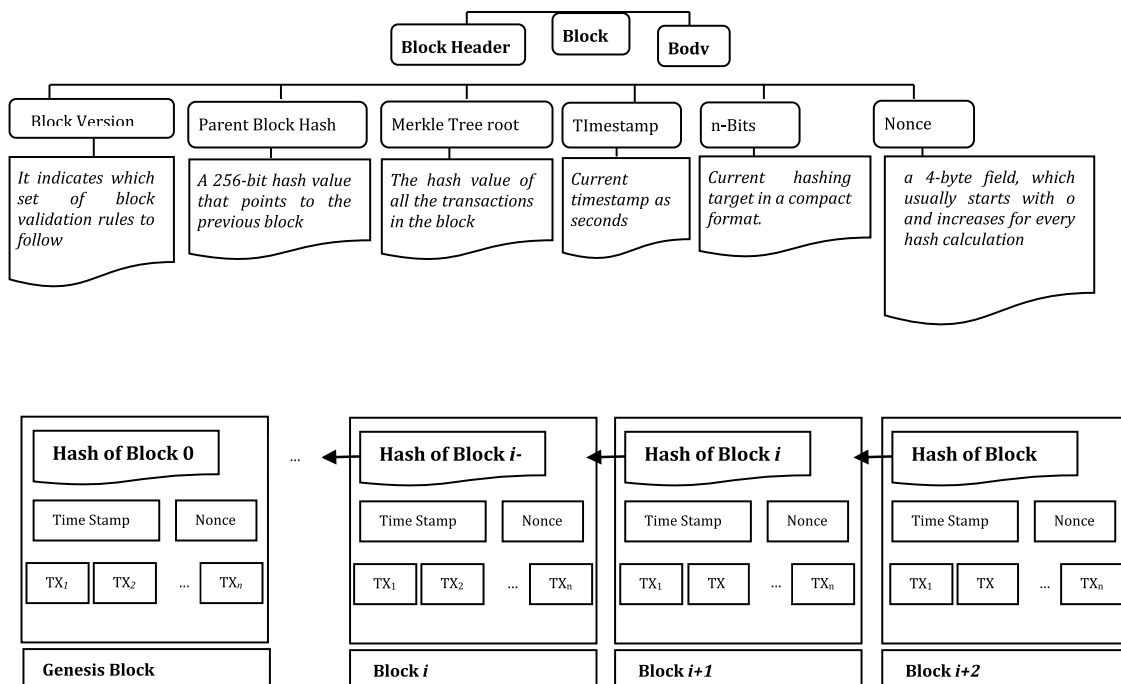 Block
Block Header
Body
Block Version
Parent Block Hash
Merkle Tree root
TImestamp
n-Bits
Nonce
It indicates which
set of block
validation rules to
follow
A 256-bit hash value
that points to the
previous block
The hash value of
all the transactions
in the block
Current
timestamp as
seconds
Current hashing
target in a compact
format.
a 4-byte field, which
usually starts with o
and increases for every
hash calculation
Hash of Block 0
...
Hash of Block i-
Hash of Block i
Hash of Block
Time Stamp
Nonce
Time Stamp
Nonce
Time Stamp
Nonce
Time Stamp
Nonce
TX1 TX2 ... TXn
TX1 TX2 ... TXn
TX1 TX ... TXn
TX1 TX ... TXn
Genesis Block
Block i
Block i+1
Block i+2